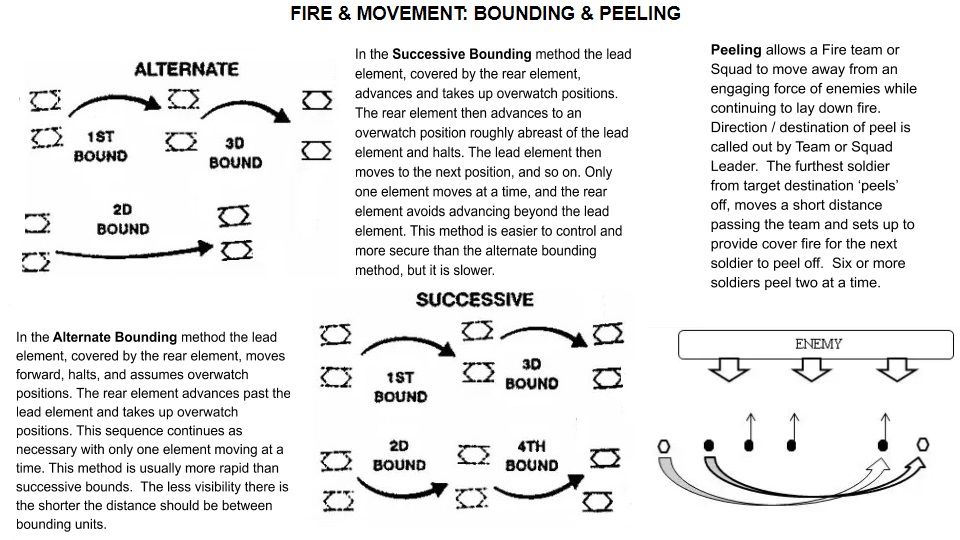 FIRE & MOVEMENT: BOUNDING & PEELING
ALTERNATE
1ST
BOUND
3D
BOUND
2D
BOUND
In the Successive Bounding method the lead
element, covered by the rear element,
advances and takes up overwatch positions.
The rear element then advances to an
overwatch position roughly abreast of the lead
element and halts. The lead element then
moves to the next position, and so on. Only
one element moves at a time, and the rear
element avoids advancing beyond the lead
element. This method is easier to control and
more secure than the alternate bounding
method, but it is slower.
Peeling allows a Fire team or
Squad to move away from an
engaging force of enemies while
continuing to lay down fire.
Direction / destination of peel is
called out by Team or Squad
Leader. The furthest soldier
from target destination ‘peels’
off, moves a short distance
passing the team and sets up to
provide cover fire for the next
soldier to peel off. Six or more
soldiers peel two at a time.
In the Alternate Bounding method the lead
element, covered by the rear element, moves
forward, halts, and assumes overwatch
positions. The rear element advances past the
lead element and takes up overwatch
positions. This sequence continues as
necessary with only one element moving at a
time. This method is usually more rapid than
successive bounds. The less visibility there is
the shorter the distance should be between
bounding units.
SUCCESSIVE
1ST
BOUND
3D
BOUND
2D
BOUND
4TH
BOUND
ENEMY